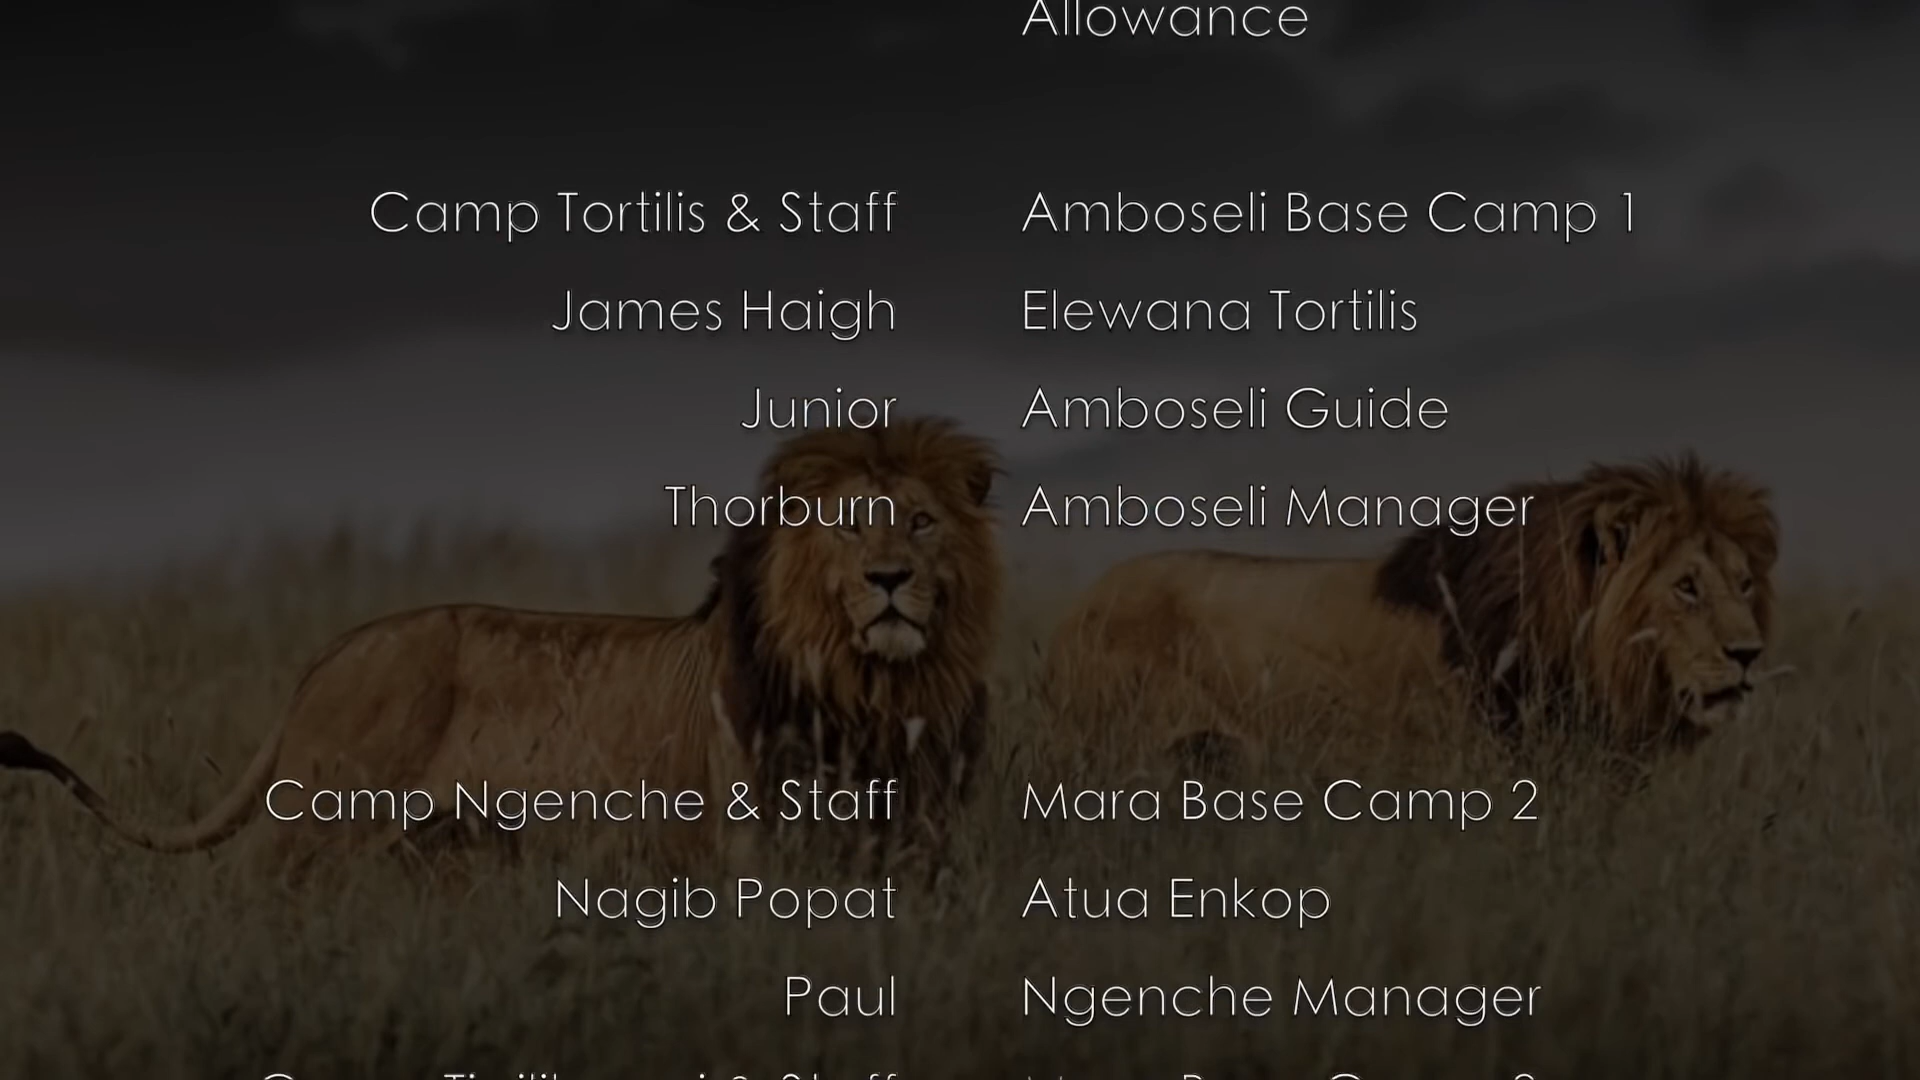 Allowance
Camp Tortilis & Staff Amboseli Base Camp 1
James Haigh Elewana Tortilis
Junior Amboseli Guide
Thorburn Amboseli Manager
Camp Ngenche & Staff Mara Base Camp 2
Nagib Popat Atua Enkop
Paul Ngenche Manager